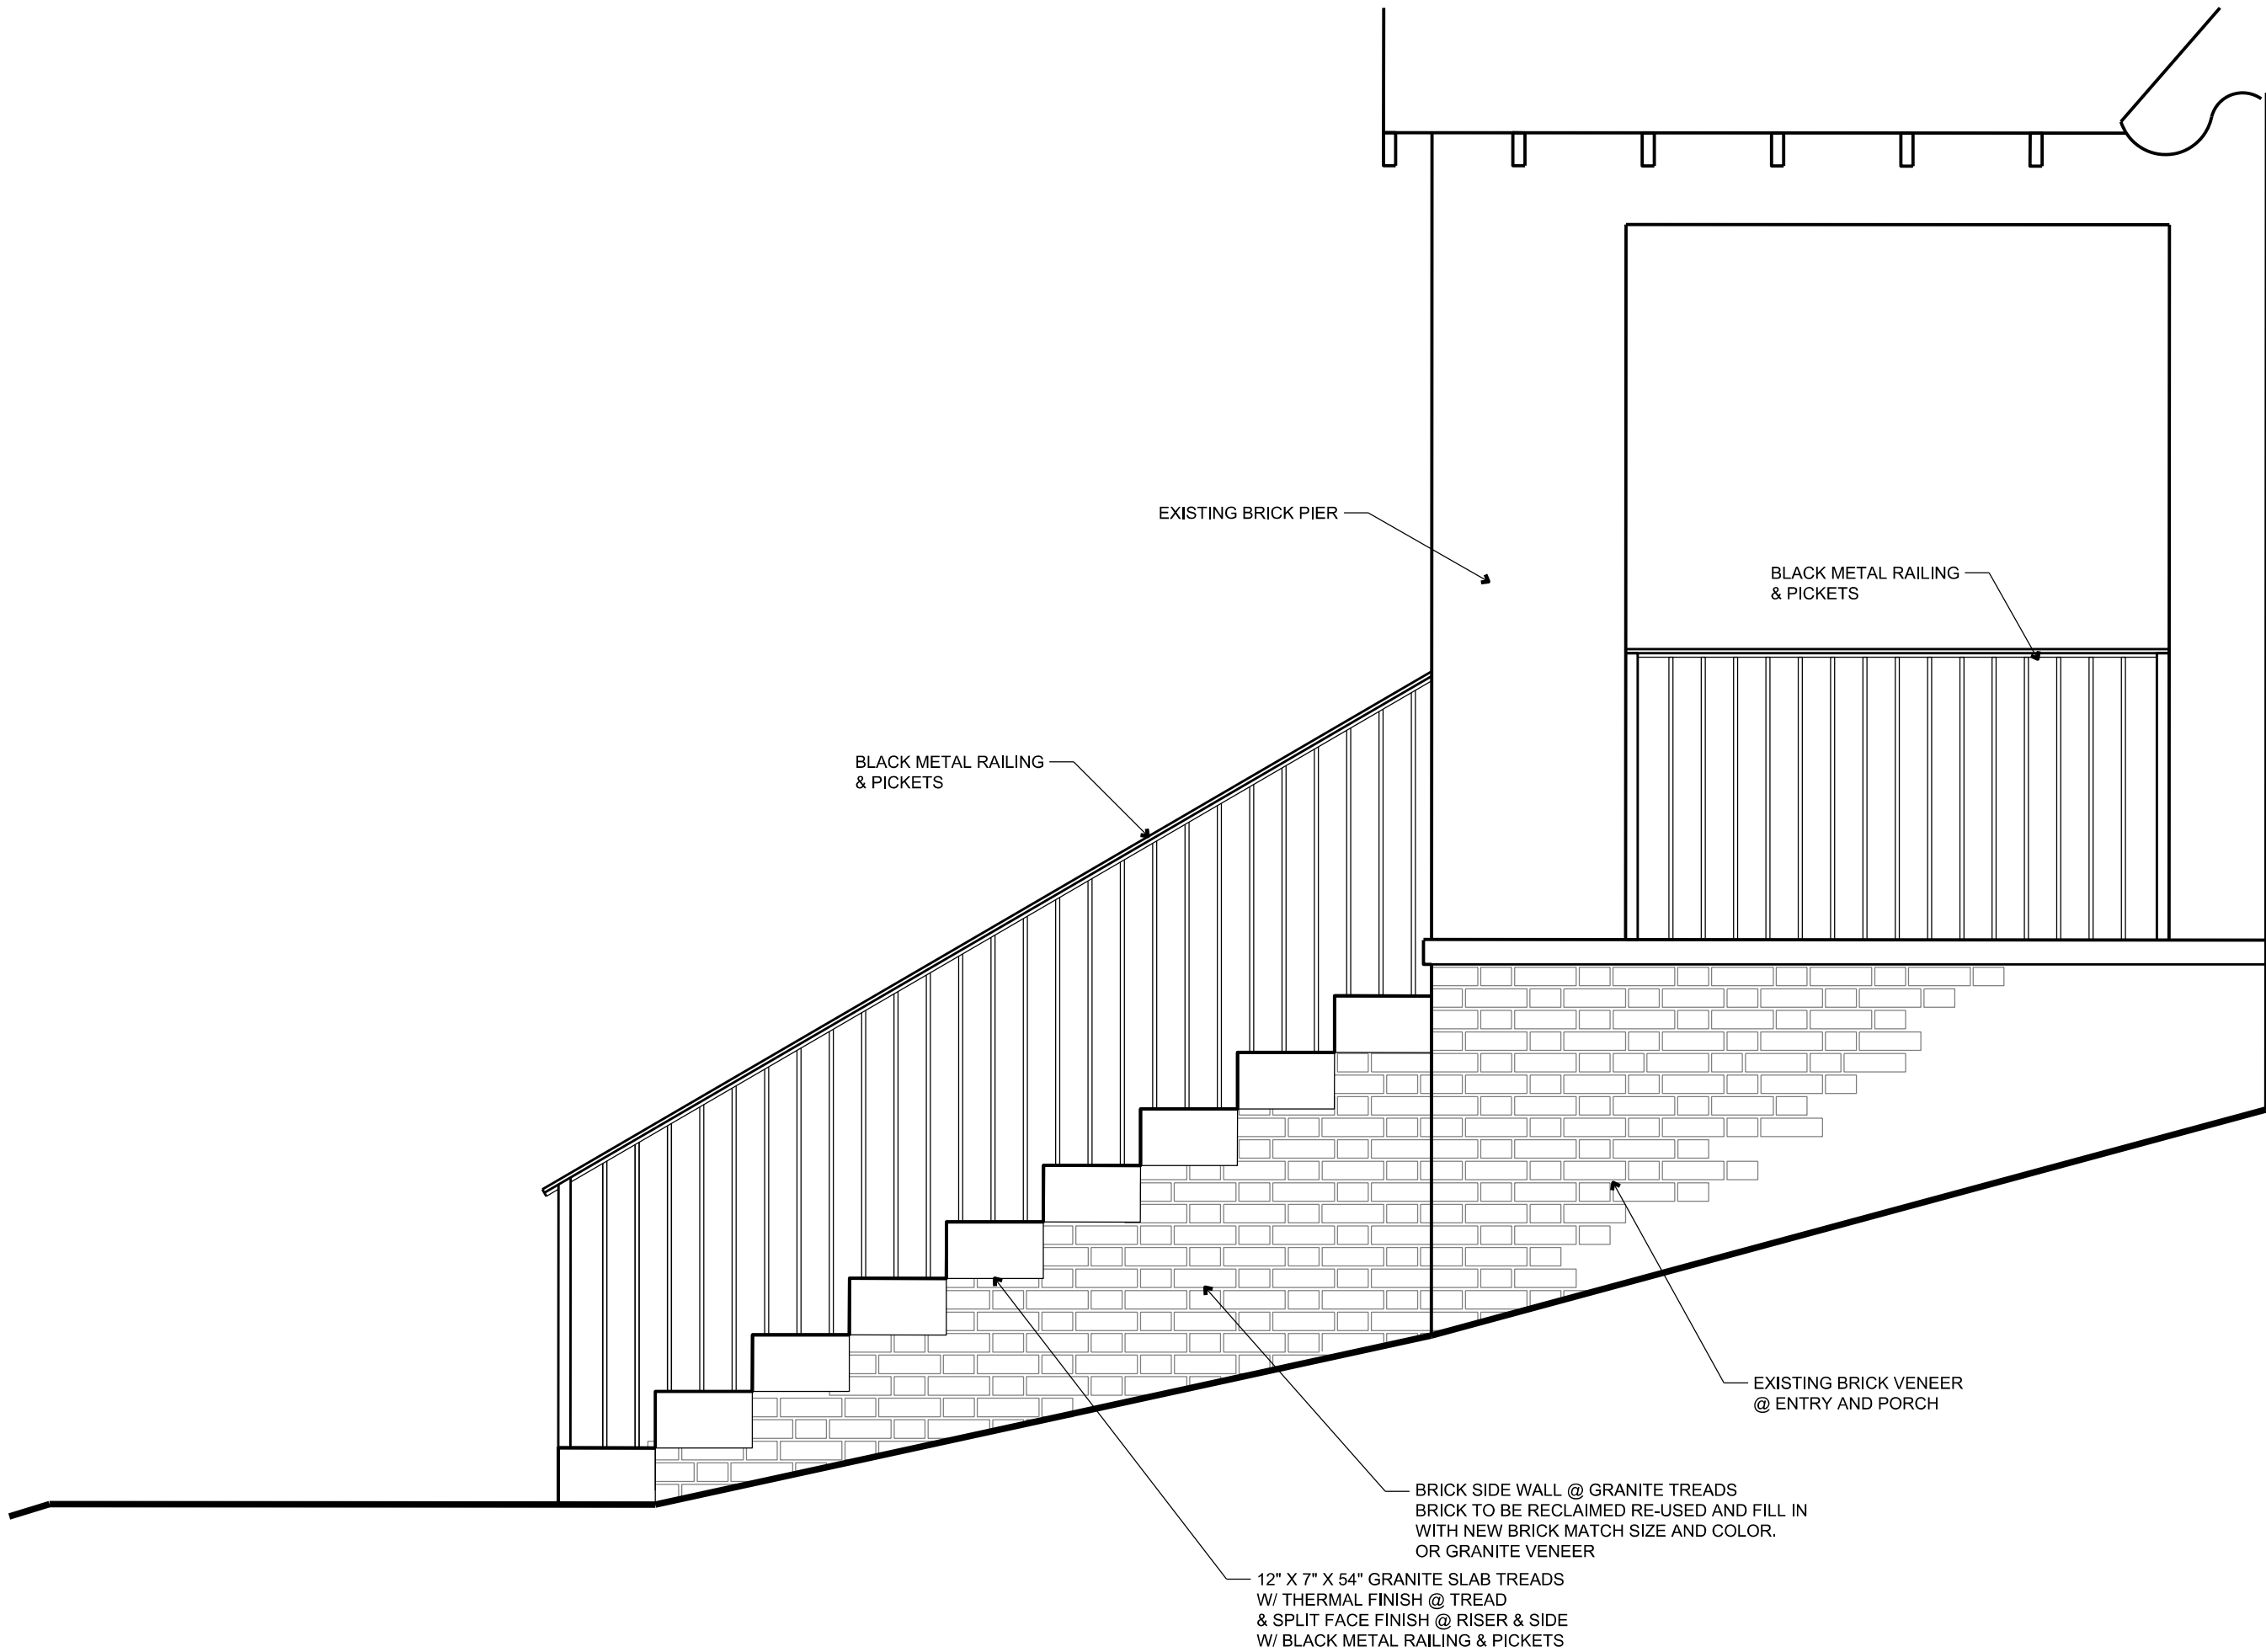 EXISTING BRICK PIER
BLACK METAL RAILING
& PICKETS
BLACK METAL RAILING
& PICKETS
EXISTING BRICK VENEER
@ ENTRY AND PORCH
BRICK SIDE WALL @ GRANITE TREADS
BRICK TO BE RECLAIMED RE-USED AND FILL IN
WITH NEW BRICK MATCH SIZE AND COLOR.
OR GRANITE VENEER
12" X 7" X 54" GRANITE SLAB TREADS
W/ THERMAL FINISH @ TREAD
& SPLIT FACE FINISH @ RISER & SIDE
W/ BLACK METAL RAILING & PICKETS